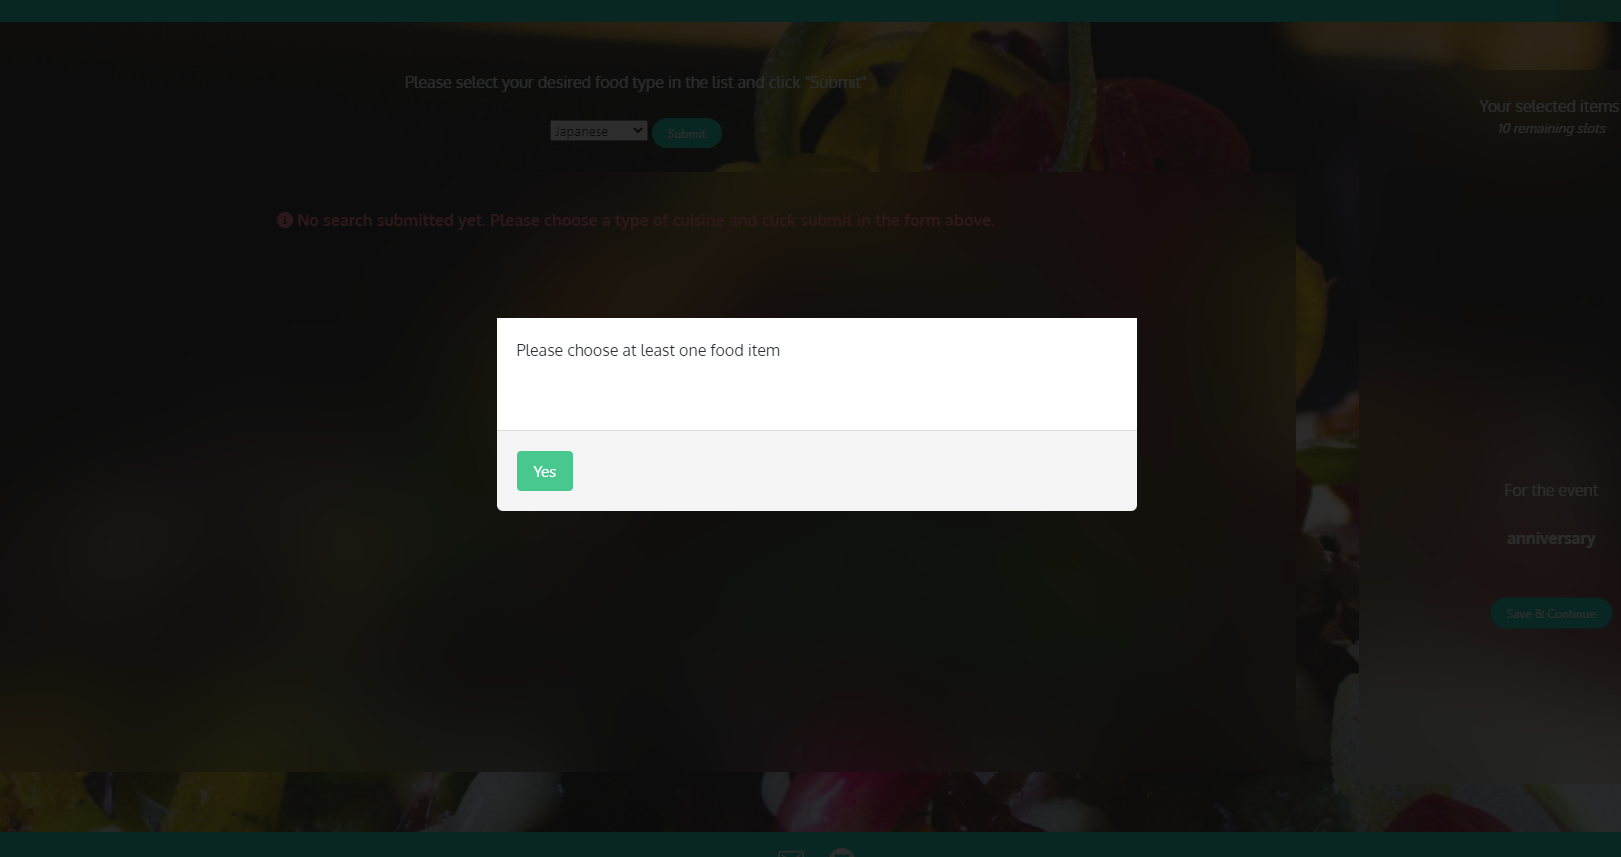 Please select your desired food type in the list and click "Submit"
Japanese
Submit
Your selected items
10 remaining slots
No search submitted yet. Please choose a type of cuisine and click submit in the form above.
Please choose at least one food item
Yes
For the event
anniversary
Save & Continue